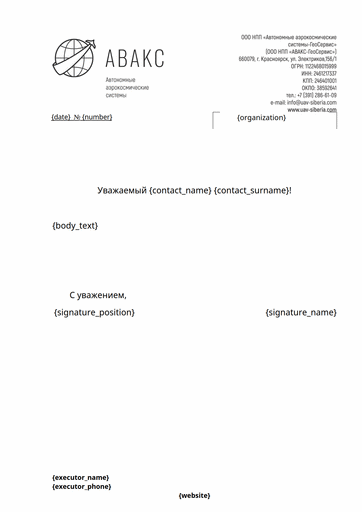 АВАКС
Автономные
аэрокосмические
системы
ООО НПП «Автономные аэрокосмические
системы-ГеоСервис»
(ООО НПП «АВАКС-ГеоСервис»)
660079, г. Красноярск, ул. Электриков,156/1
ОГРН: 1122468015999
ИНН: 2461217337
КПП: 246401001
ОКПО: 38592641
тел.: +7 (391) 286-61-09
e-mail: info@uav-siberia.com
www.uav-siberia.com
{date} № {number}
{organization}
Уважаемый {contact_name} {contact_surname}!
{body_text}
С уважением,
{signature_position}
{signature_name}
{executor_name}
{executor_phone}
{website}